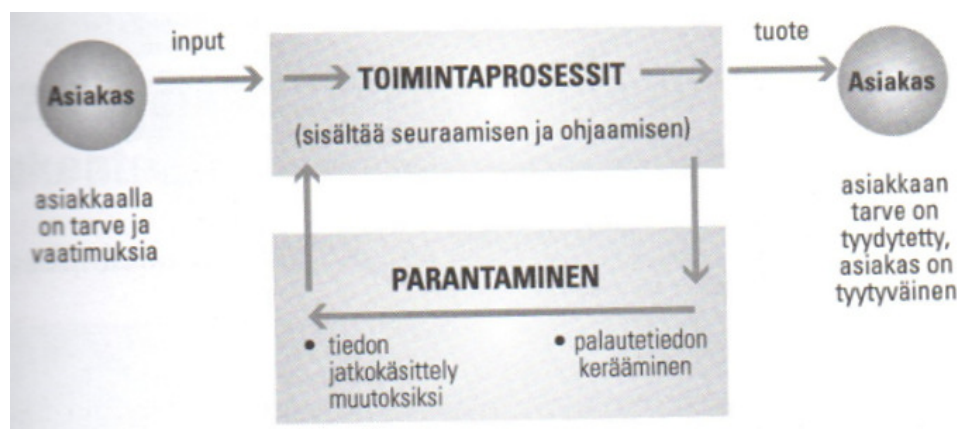 input
Asiakas
asiakkaalla
on tarve ja
vaatimuksia
TOIMINTAPROSESSIT
(sisältää seuraamisen ja ohjaamisen)
tuote
Asiakas
asiakkaan
tarve on
tyydytetty,
asiakas on
tyytyväinen
PARANTAMINEN
• tiedon
jatkokäsittely
muutoksiksi
• palautetiedon
kerääminen